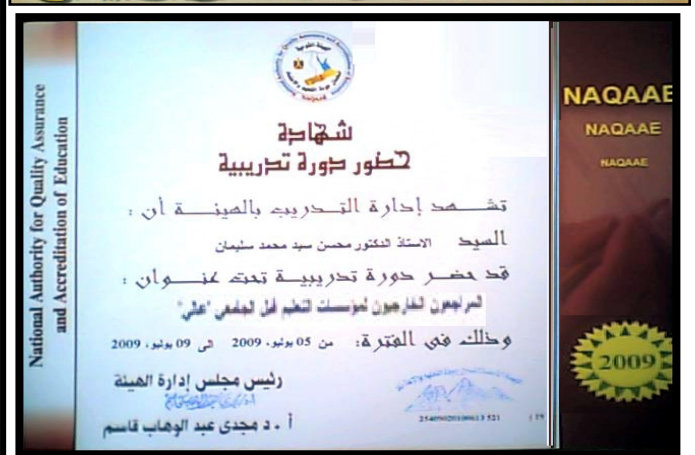 National Authority for Quality Assurance
and Accreditation of Education
شهادة
حضور دورة تدريبية
تشهد إدارة التدريب بالهيئة أن :
السيد الاستاذ الدكتور محسن سيد محمد سليمان
قد حضر دورة تدريبية تحت عنوان :
المراجعون الخارجيون لمؤسسات التعليم قبل الجامعي "عالي"
وذلك في الفترة: من 05 يوليو، 2009 الى 09 يوليو، 2009
رئيس مجلس إدارة الهيئة
أ . د مجدى عبد الوهاب قاسم
NAQAAE
NAQAAE
NAQAAE
2009